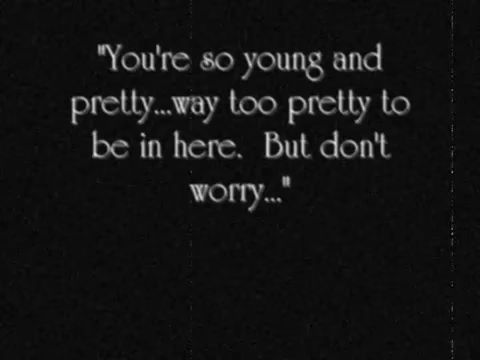 "You're so young and
pretty...way too pretty to
be in here.  But don't
worry..."